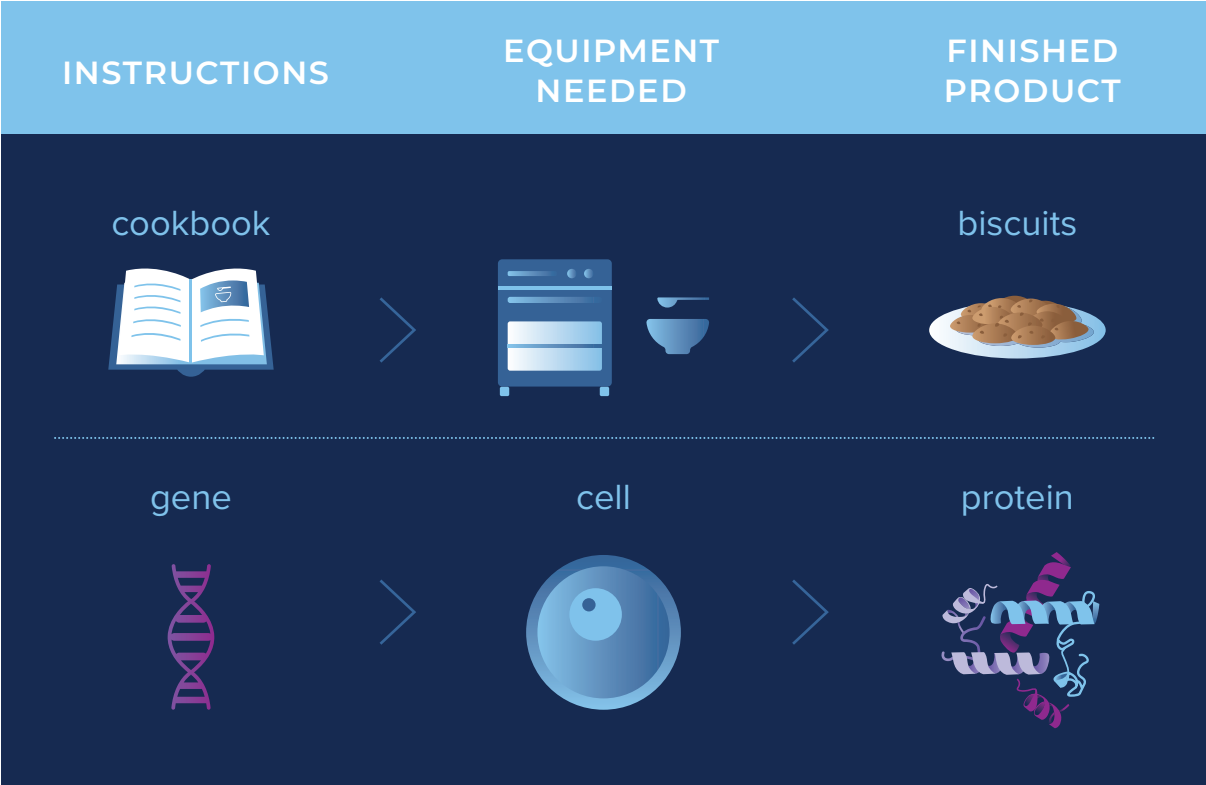 INSTRUCTIONS
EQUIPMENT
NEEDED
FINISHED
PRODUCT
cookbook
biscuits
gene
cell
protein